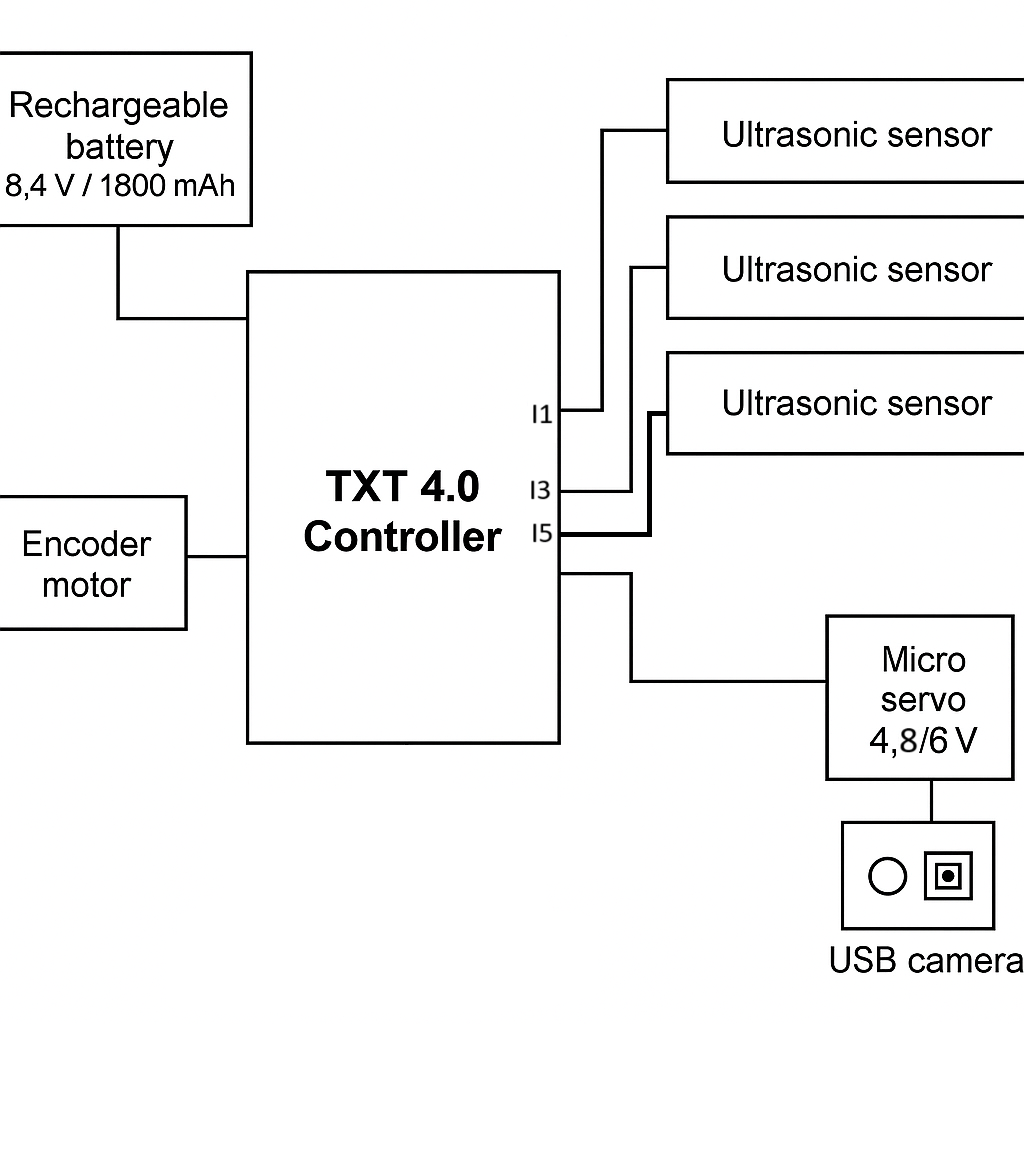 Rechargeable
battery
8,4 V / 1800 mAh
Ultrasonic sensor
Ultrasonic sensor
Ultrasonic sensor
I1
I3
I5
TXT 4.0
Controller
Encoder
motor
Micro
servo
4,8/6 V
USB camera